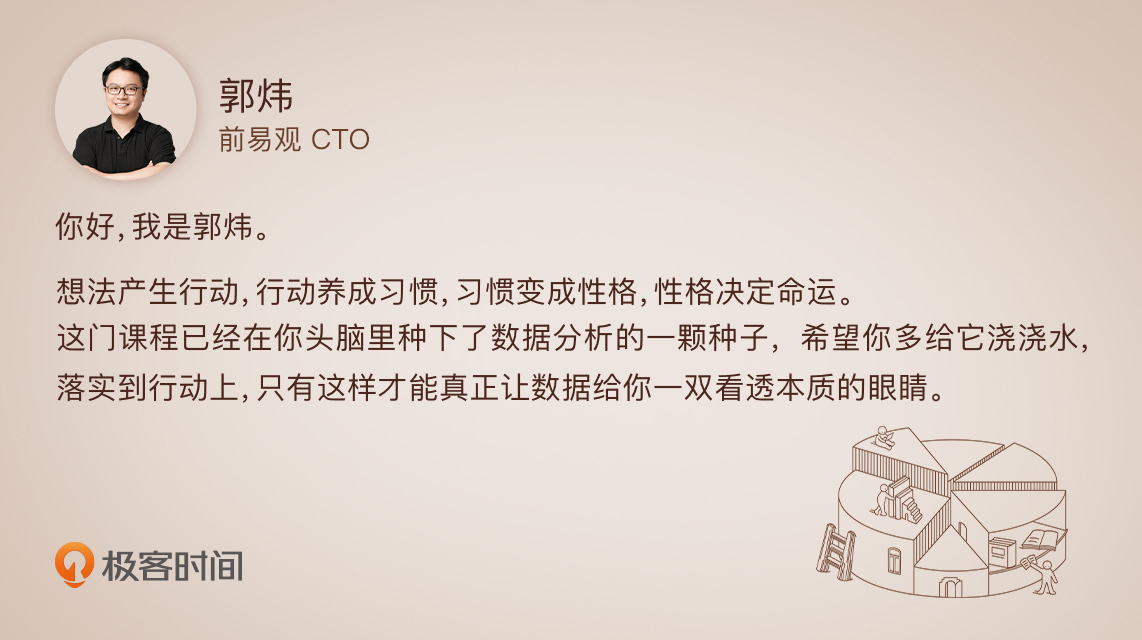 郭炜
前易观 CTO
你好,我是郭炜。
想法产生行动,行动养成习惯,习惯变成性格,性格决定命运。
这门课程已经在你头脑里种下了数据分析的一颗种子，希望你多给它浇浇水,
落实到行动上,只有这样才能真正让数据给你一双看透本质的眼睛。
极客时间